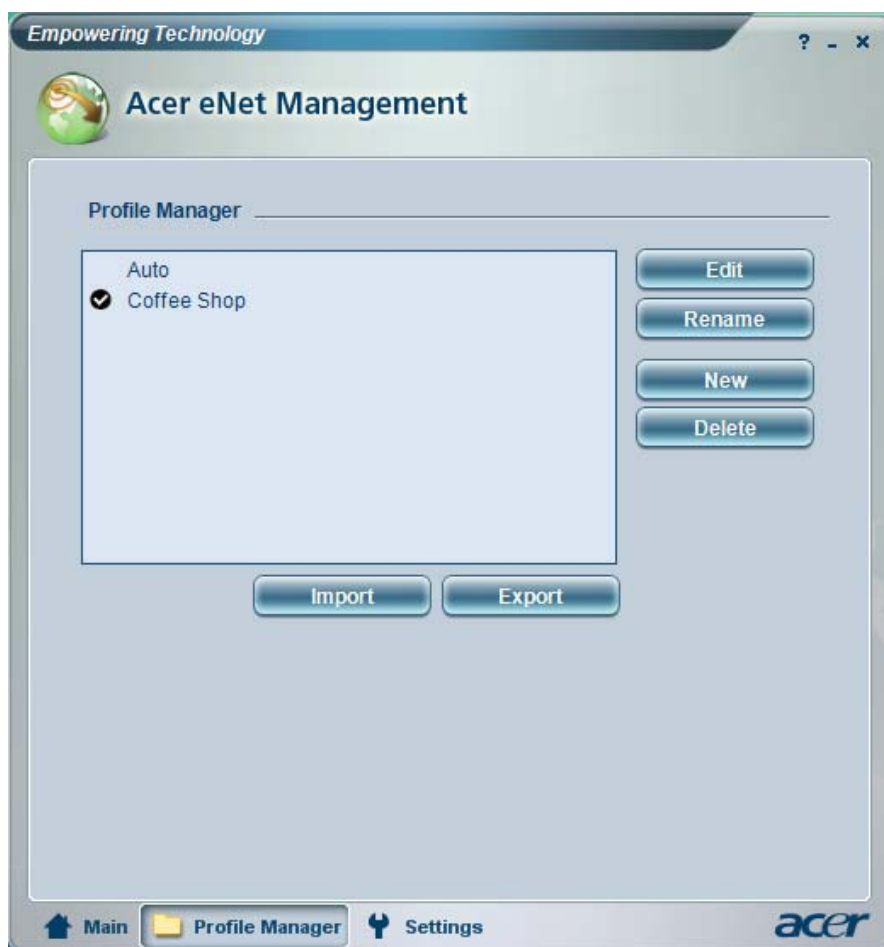 Empowering Technology
? - x
Acer eNet Management
Profile Manager
Auto
Coffee Shop
Edit
Rename
New
Delete
Import
Export
Main
Profile Manager
Settings
acer